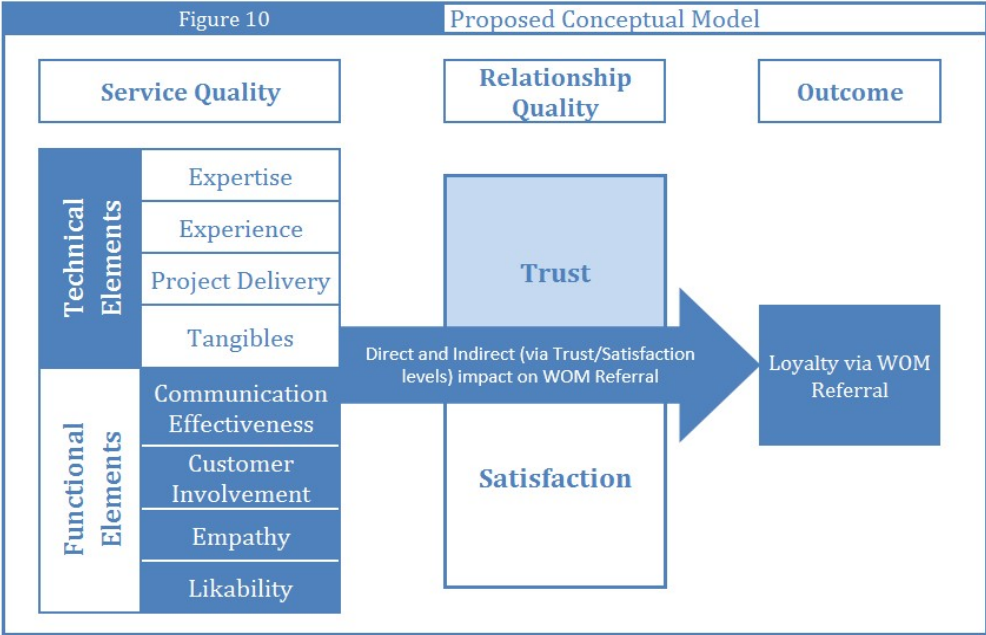 Figure 10
Proposed Conceptual Model
Service Quality
Relationship
Quality
Outcome
Technical
Elements
Expertise
Experience
Project Delivery
Tangibles
Functional
Elements
Communication
Effectiveness
Customer
Involvement
Empathy
Likability
Trust
Direct and Indirect (via Trust/Satisfaction
levels) impact on WOM Referral
Satisfaction
Loyalty via WOM
Referral